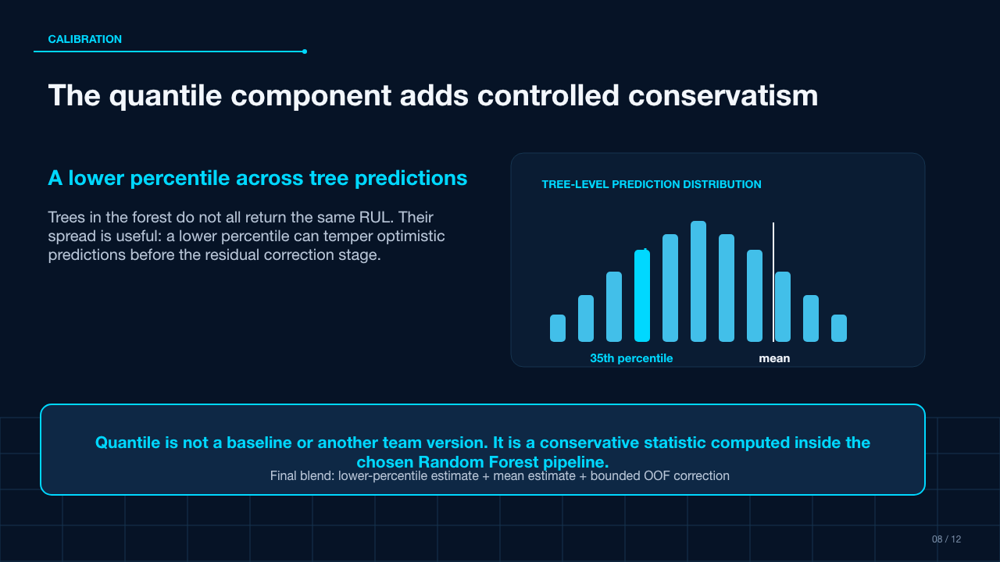 CALIBRATION
The quantile component adds controlled conservatism
A lower percentile across tree predictions
Trees in the forest do not all return the same RUL. Their
spread is useful: a lower percentile can temper optimistic
predictions before the residual correction stage.
TREE-LEVEL PREDICTION DISTRIBUTION
35th percentile
mean
Quantile is not a baseline or another team version. It is a conservative statistic computed inside the
chosen Random Forest pipeline.
Final blend: lower-percentile estimate + mean estimate + bounded OOF correction
08 / 12